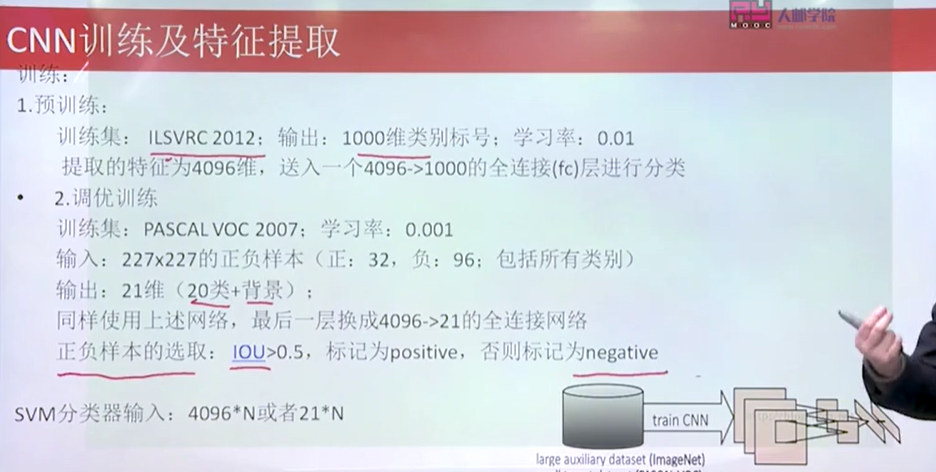 MOOC 人邮学院
CNN训练及特征提取
训练：
1.预训练：
训练集： ILSVRC 2012；输出：1000维类别标号；学习率：0.01
提取的特征为4096维，送入一个4096->1000的全连接(fc)层进行分类
• 2.调优训练
训练集：PASCAL VOC 2007；学习率：0.001
输入：227x227的正负样本（正：32，负：96；包括所有类别）
输出：21维（20类+背景）；
同样使用上述网络，最后一层换成4096->21的全连接网络
正负样本的选取：IOU>0.5，标记为positive，否则标记为negative
SVM分类器输入：4096*N或者21*N
train CNN
large auxiliary dataset (ImageNet)